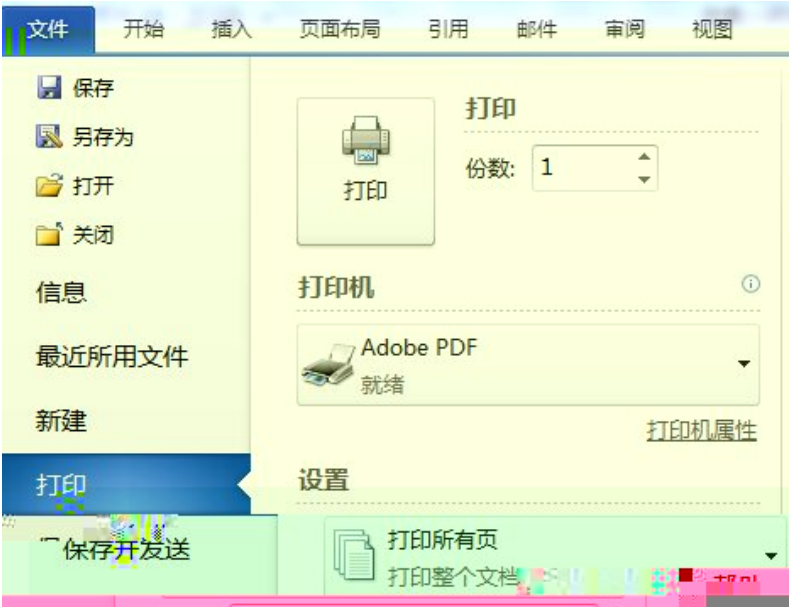 文件 开始 插入 页面布局 引用 邮件 审阅 视图
保存
另存为
打开
关闭
信息
最近所用文件
新建
打印
保存并发送
打印
打印
份数: 1
打印机
Adobe PDF
就绪
打印机属性
设置
打印所有页
打印整个文档